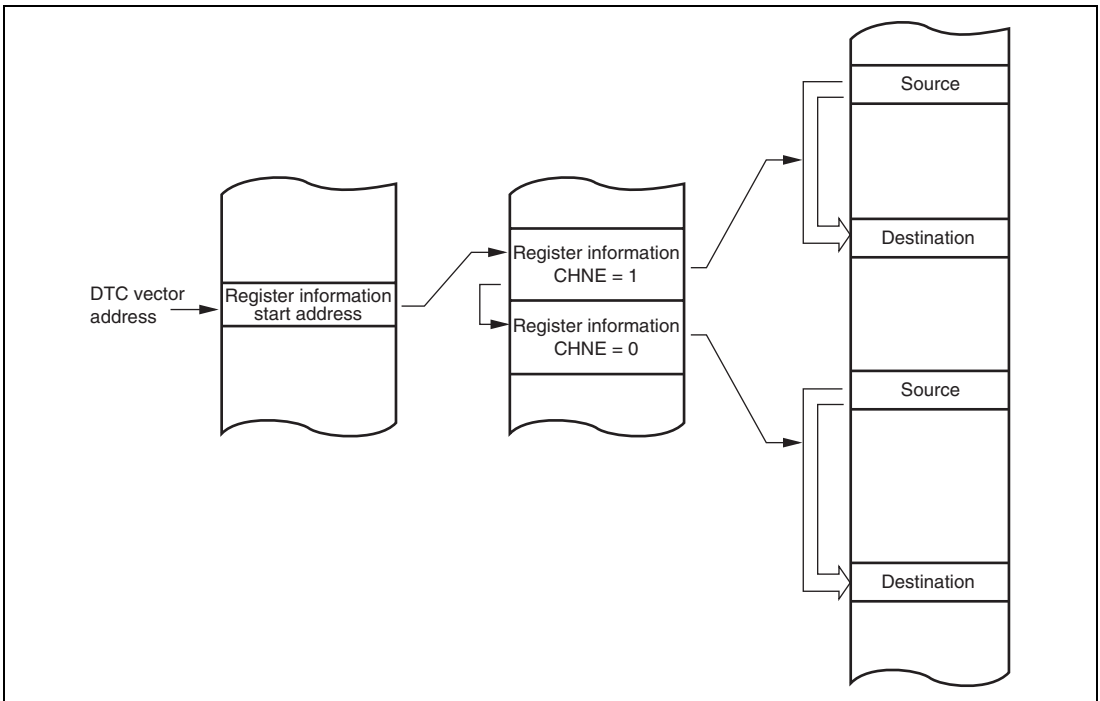 DTC vector
address
Register information
start address
Register information
CHNE = 1
Register information
CHNE = 0
Source
Destination
Source
Destination